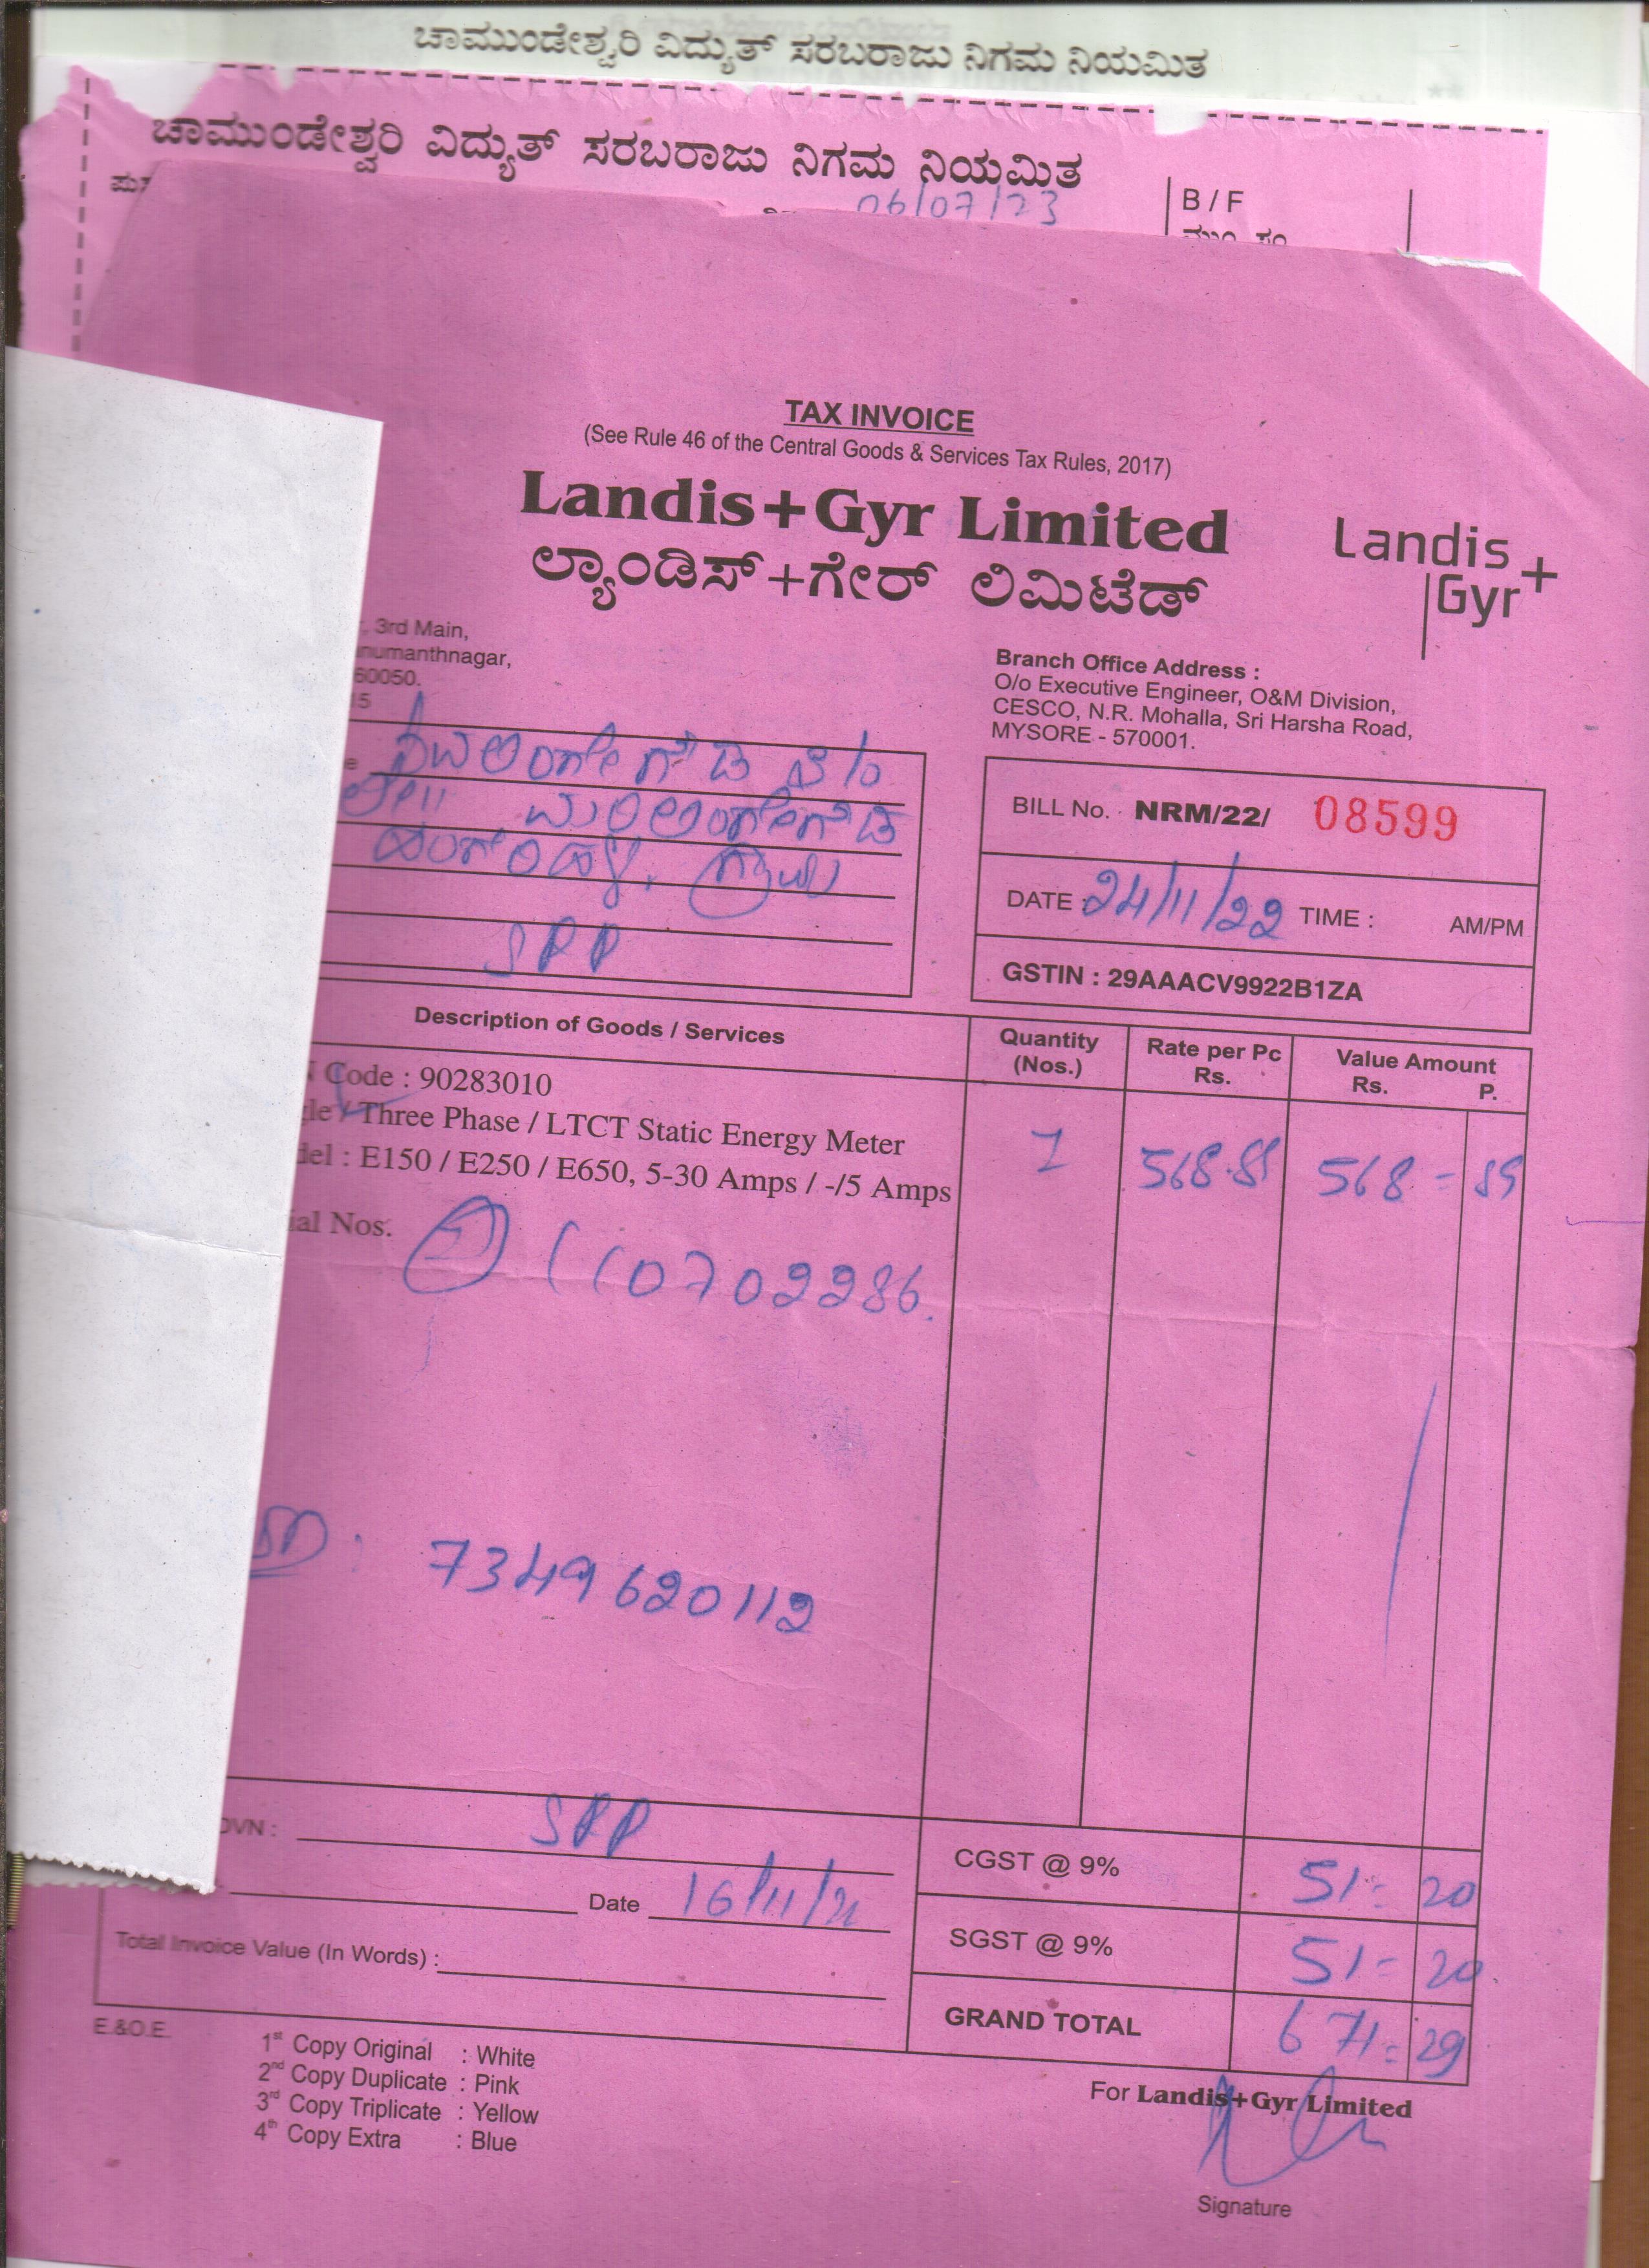 ಚಾಮುಂಡೇಶ್ವರಿ ವಿದ್ಯುತ್ ಸರಬರಾಜು ನಿಗಮ ನಿಯಮಿತ
ಚಾಮುಂಡೇಶ್ವರಿ ವಿದ್ಯುತ್ ಸರಬರಾಜು ನಿಗಮ ನಿಯಮಿತ
06/07/23
B / F
TAX INVOICE
(See Rule 46 of the Central Goods & Services Tax Rules, 2017)
Landis+Gyr Limited
Landis+Gyr
ಲ್ಯಾಂಡಿಸ್+ಗೇರ್ ಲಿಮಿಟೆಡ್
3rd Main,
numanthnagar,
60050.
15
Branch Office Address :
O/o Executive Engineer, O&M Division,
CESCO, N.R. Mohalla, Sri Harsha Road,
MYSORE - 570001.
SPP
BILL No. NRM/22/ 08599
DATE : 24/11/22 TIME : AM/PM
GSTIN : 29AAACV9922B1ZA
Description of Goods / Services
Quantity (Nos.)
Rate per Pc Rs.
Value Amount Rs. P.
Code : 90283010
Three Phase / LTCT Static Energy Meter
del : E150 / E250 / E650, 5-30 Amps / -/5 Amps
1
568.89 568 = 89
ial Nos.
110702286.
7349620112
DVN : SPP
Date 16/11/21
Total Invoice Value (In Words) :
CGST @ 9% 51 = 20
SGST @ 9% 51 = 20
GRAND TOTAL 671 = 29
E.&O.E.
1st Copy Original : White
2nd Copy Duplicate : Pink
3rd Copy Triplicate : Yellow
4th Copy Extra : Blue
For Landis+Gyr Limited
Signature